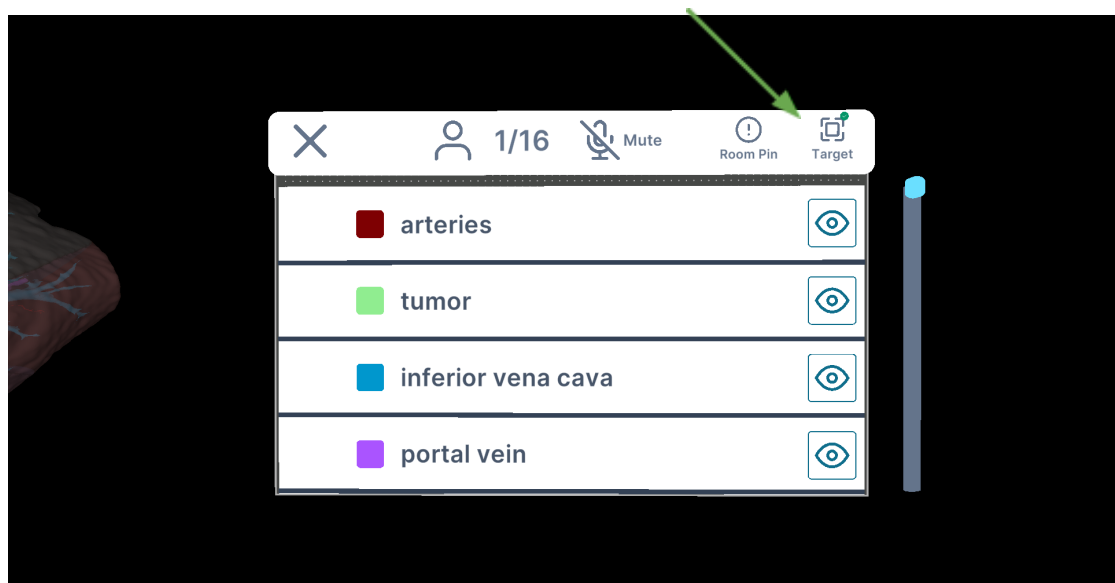 1/16 Mute Room Pin Target
arteries
tumor
inferior vena cava
portal vein